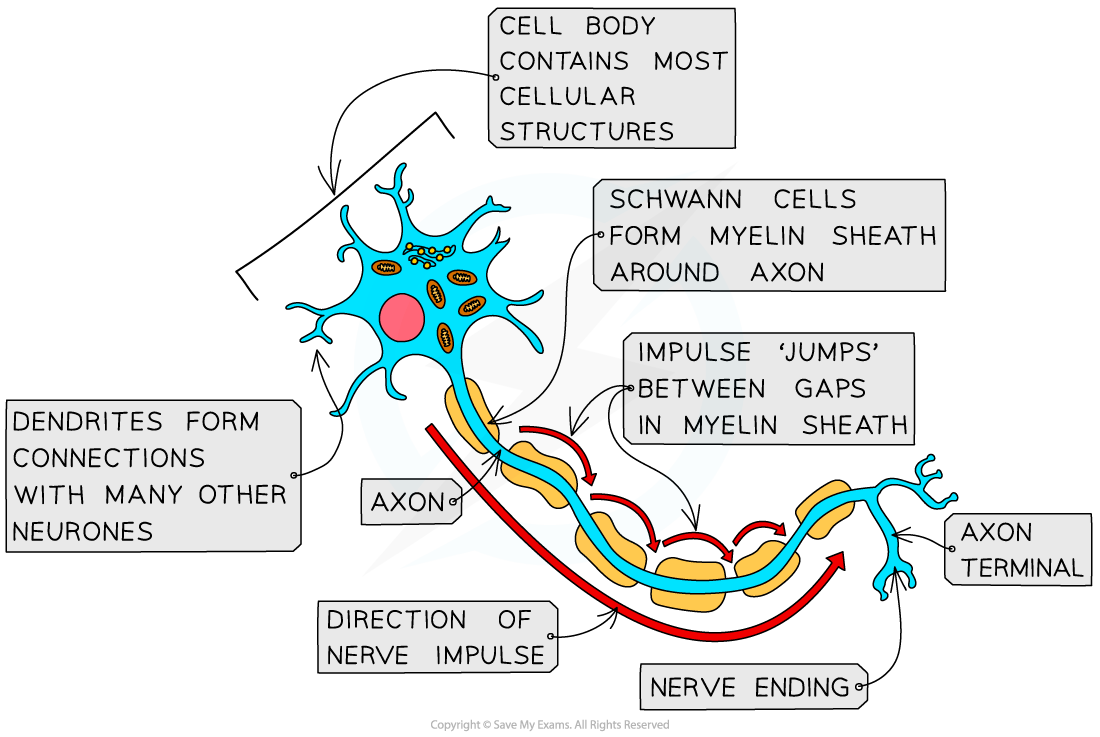 CELL BODY
CONTAINS MOST
CELLULAR
STRUCTURES
SCHWANN CELLS
FORM MYELIN SHEATH
AROUND AXON
IMPULSE ‘JUMPS’
BETWEEN GAPS
IN MYELIN SHEATH
DENDRITES FORM
CONNECTIONS
WITH MANY OTHER
NEURONES
AXON
AXON
TERMINAL
DIRECTION OF
NERVE IMPULSE
NERVE ENDING
Copyright © Save My Exams. All Rights Reserved